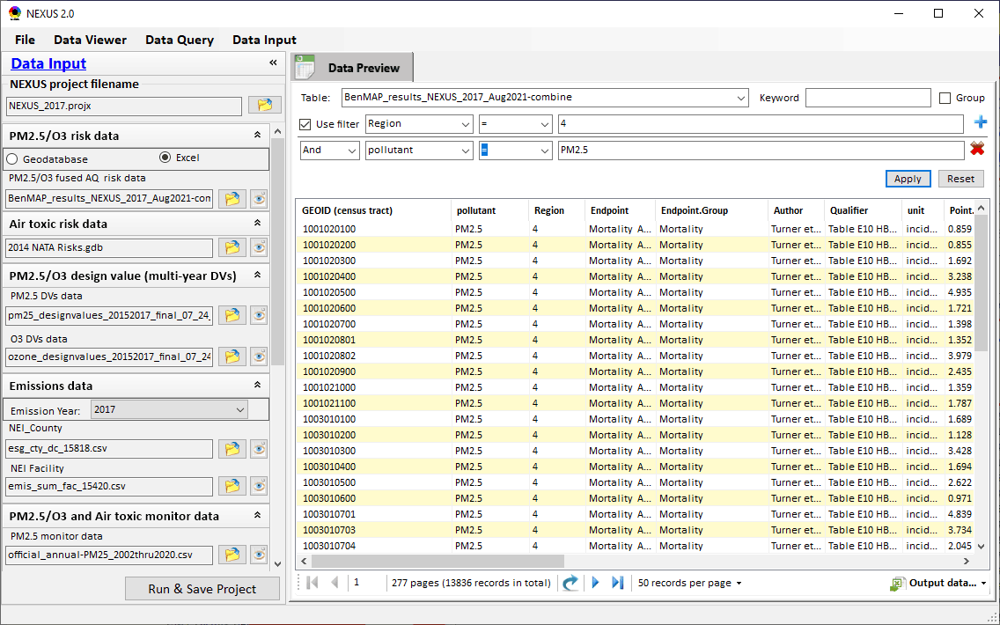 NEXUS 2.0
File Data Viewer Data Query Data Input
Data Input «
NEXUS project filename
NEXUS_2017.projx
PM2.5/O3 risk data
Geodatabase Excel
PM2.5/O3 fused AQ risk data
BenMAP_results_NEXUS_2017_Aug2021-con
Air toxic risk data
2014 NATA Risks.gdb
PM2.5/O3 design value (multi-year DVs)
PM2.5 DVs data
pm25_designvalues_20152017_final_07_24_
O3 DVs data
ozone_designvalues_20152017_final_07_24
Emissions data
Emission Year: 2017
NEI_County
esg_cty_dc_15818.csv
NEI Facility
emis_sum_fac_15420.csv
PM2.5/O3 and Air toxic monitor data
PM2.5 monitor data
official_annual-PM25_2002thru2020.csv
Run & Save Project
Data Preview
Table: BenMAP_results_NEXUS_2017_Aug2021-combine Keyword Group
Use filter Region = 4
And pollutant = PM2.5
Apply Reset
GEOID (census tract) pollutant Region Endpoint Endpoint.Group Author Qualifier unit Point.
1001020100 PM2.5 4 Mortality A... Mortality Turner et... Table E10 HB... incid... 0.859
1001020200 PM2.5 4 Mortality A... Mortality Turner et... Table E10 HB... incid... 0.855
1001020300 PM2.5 4 Mortality A... Mortality Turner et... Table E10 HB... incid... 1.692
1001020400 PM2.5 4 Mortality A... Mortality Turner et... Table E10 HB... incid... 3.238
1001020500 PM2.5 4 Mortality A... Mortality Turner et... Table E10 HB... incid... 4.935
1001020600 PM2.5 4 Mortality A... Mortality Turner et... Table E10 HB... incid... 1.721
1001020700 PM2.5 4 Mortality A... Mortality Turner et... Table E10 HB... incid... 1.398
1001020801 PM2.5 4 Mortality A... Mortality Turner et... Table E10 HB... incid... 1.352
1001020802 PM2.5 4 Mortality A... Mortality Turner et... Table E10 HB... incid... 3.979
1001020900 PM2.5 4 Mortality A... Mortality Turner et... Table E10 HB... incid... 2.435
1001021000 PM2.5 4 Mortality A... Mortality Turner et... Table E10 HB... incid... 1.359
1001021100 PM2.5 4 Mortality A... Mortality Turner et... Table E10 HB... incid... 1.787
1003010100 PM2.5 4 Mortality A... Mortality Turner et... Table E10 HB... incid... 1.689
1003010200 PM2.5 4 Mortality A... Mortality Turner et... Table E10 HB... incid... 1.128
1003010300 PM2.5 4 Mortality A... Mortality Turner et... Table E10 HB... incid... 3.428
1003010400 PM2.5 4 Mortality A... Mortality Turner et... Table E10 HB... incid... 1.694
1003010500 PM2.5 4 Mortality A... Mortality Turner et... Table E10 HB... incid... 2.622
1003010600 PM2.5 4 Mortality A... Mortality Turner et... Table E10 HB... incid... 0.971
1003010701 PM2.5 4 Mortality A... Mortality Turner et... Table E10 HB... incid... 4.839
1003010703 PM2.5 4 Mortality A... Mortality Turner et... Table E10 HB... incid... 3.734
1003010704 PM2.5 4 Mortality A... Mortality Turner et... Table E10 HB... incid... 2.045
1 277 pages (13836 records in total) 50 records per page Output data...